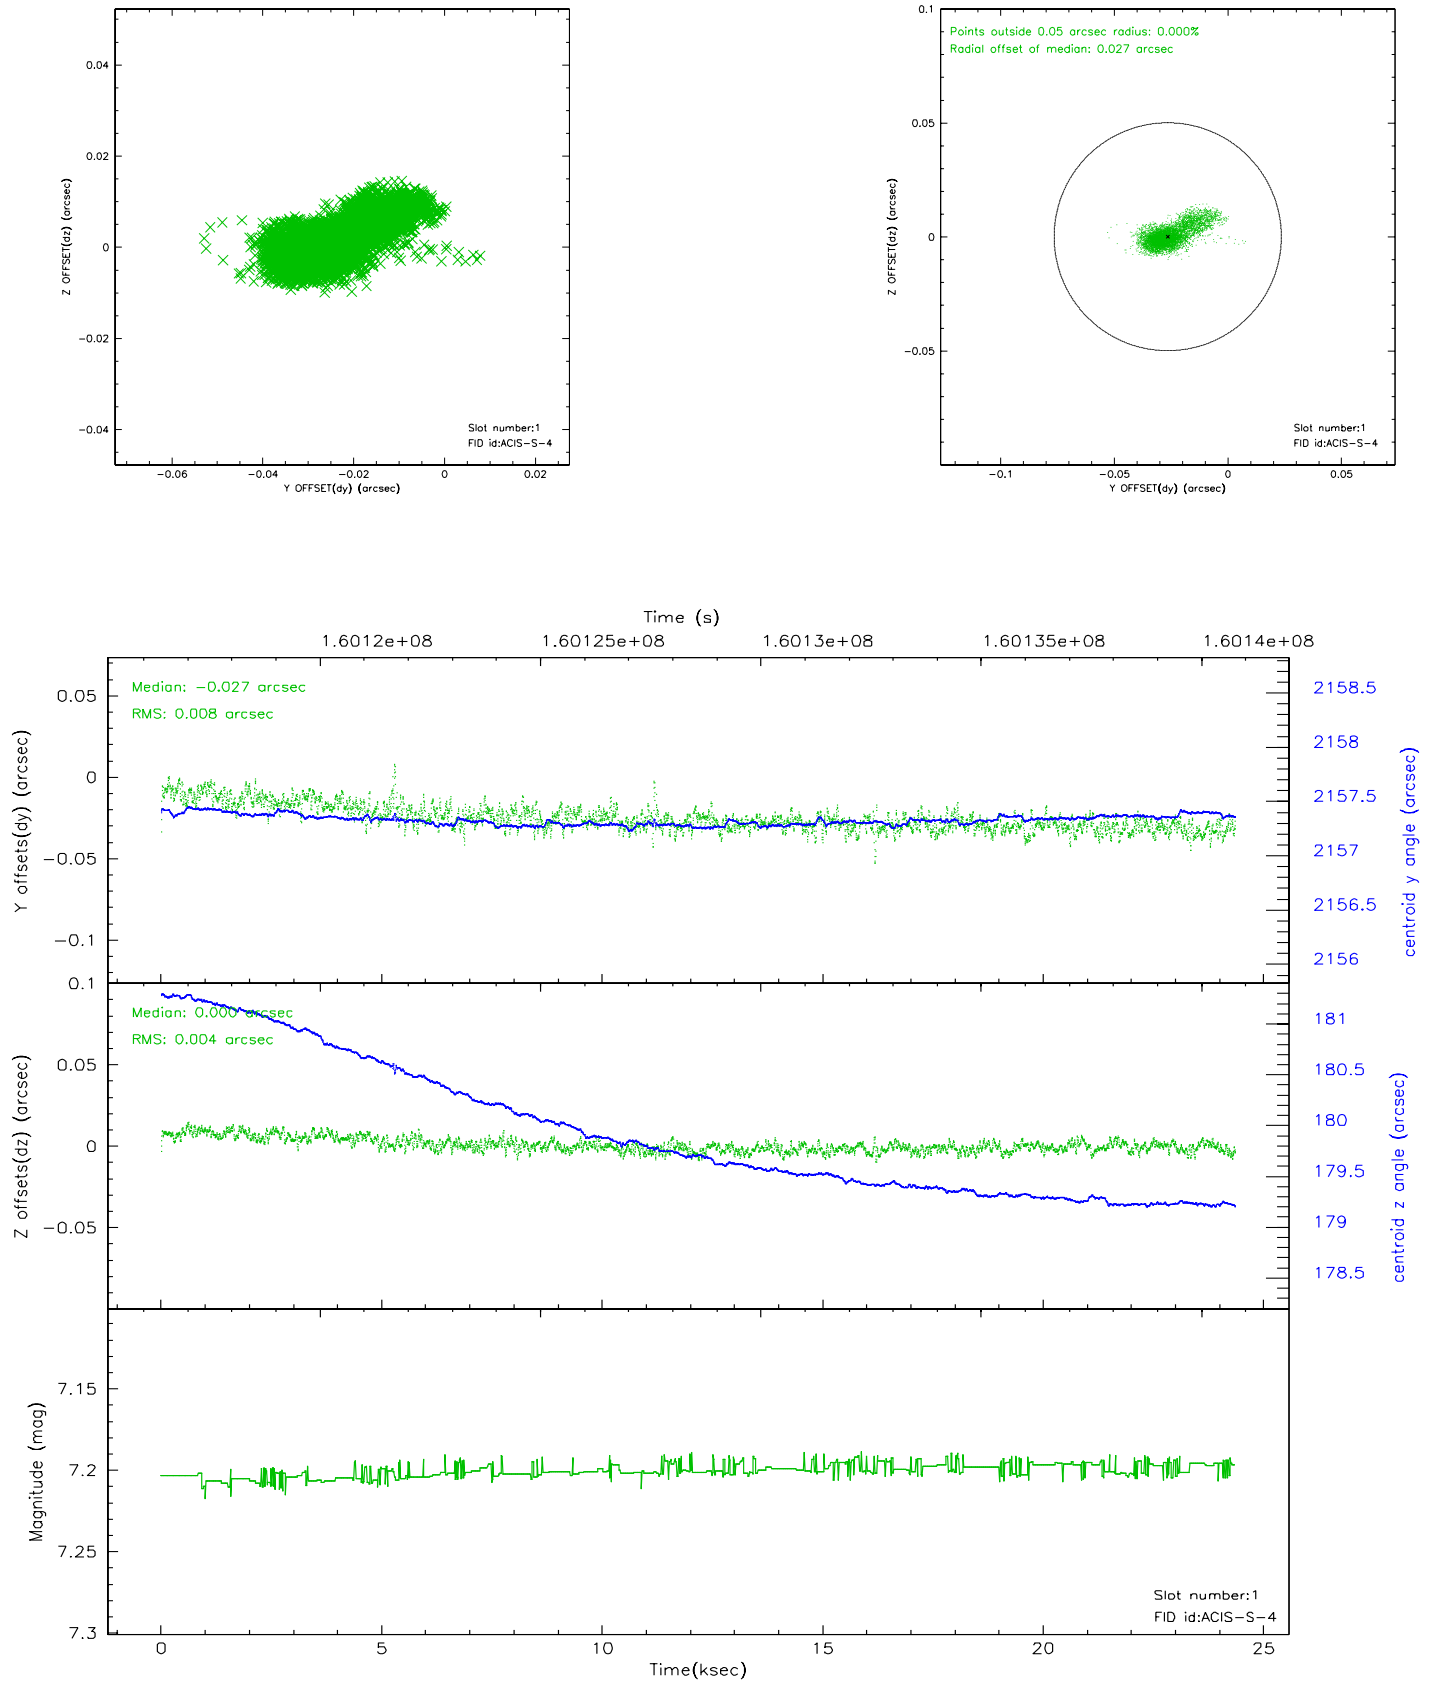 0.04
0.02
0
-0.02
-0.04
Z OFFSET(dz) (arcsec)
Slot number:1
FID id:ACIS-S-4
-0.06 -0.04 -0.02 0 0.02
Y OFFSET(dy) (arcsec)
0.1
Points outside 0.05 arcsec radius: 0.000%
Radial offset of median: 0.027 arcsec
0.05
0
-0.05
Z OFFSET(dz) (arcsec)
Slot number:1
FID id:ACIS-S-4
-0.1 -0.05 0 0.05
Y OFFSET(dy) (arcsec)
Time (s)
1.6012e+08 1.60125e+08 1.6013e+08 1.60135e+08 1.6014e+08
Median: -0.027 arcsec
RMS: 0.008 arcsec
0.05
0
-0.05
-0.1
Y offsets(dy) (arcsec)
2158.5
2158
2157.5
2157
2156.5
2156
centroid y angle (arcsec)
0.1
Median: 0.000 arcsec
RMS: 0.004 arcsec
0.05
0
-0.05
Z offsets(dz) (arcsec)
181
180.5
180
179.5
179
178.5
centroid z angle (arcsec)
7.15
7.2
7.25
7.3
Magnitude (mag)
Slot number:1
FID id:ACIS-S-4
0 5 10 15 20 25
Time(ksec)